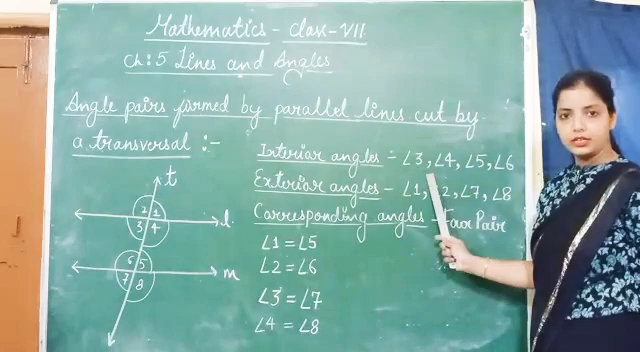 Mathematics - Class-VII
Ch: 5 Lines and Angles
Angle pairs formed by parallel lines cut by
a transversal :-
Interior angles = ∠3, ∠4, ∠5, ∠6
Exterior angles - ∠1, ∠2, ∠7, ∠8
Corresponding angles - Four Pair
∠1 = ∠5
∠2 = ∠6
∠3 = ∠7
∠4 = ∠8
t
2 1
3 4
l
6 5
7 8
m